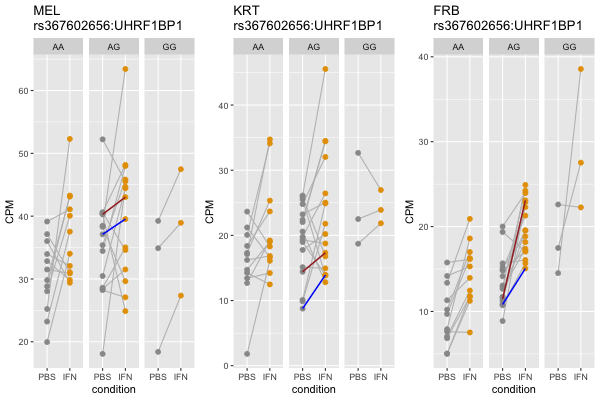 MEL
rs367602656:UHRF1BP1
AA AG GG
CPM
60
50
40
30
20
PBS IFN PBS IFN PBS IFN
condition
KRT
rs367602656:UHRF1BP1
AA AG GG
CPM
40
30
20
10
0
PBS IFN PBS IFN PBS IFN
condition
FRB
rs367602656:UHRF1BP1
AA AG GG
CPM
40
30
20
10
PBS IFN PBS IFN PBS IFN
condition